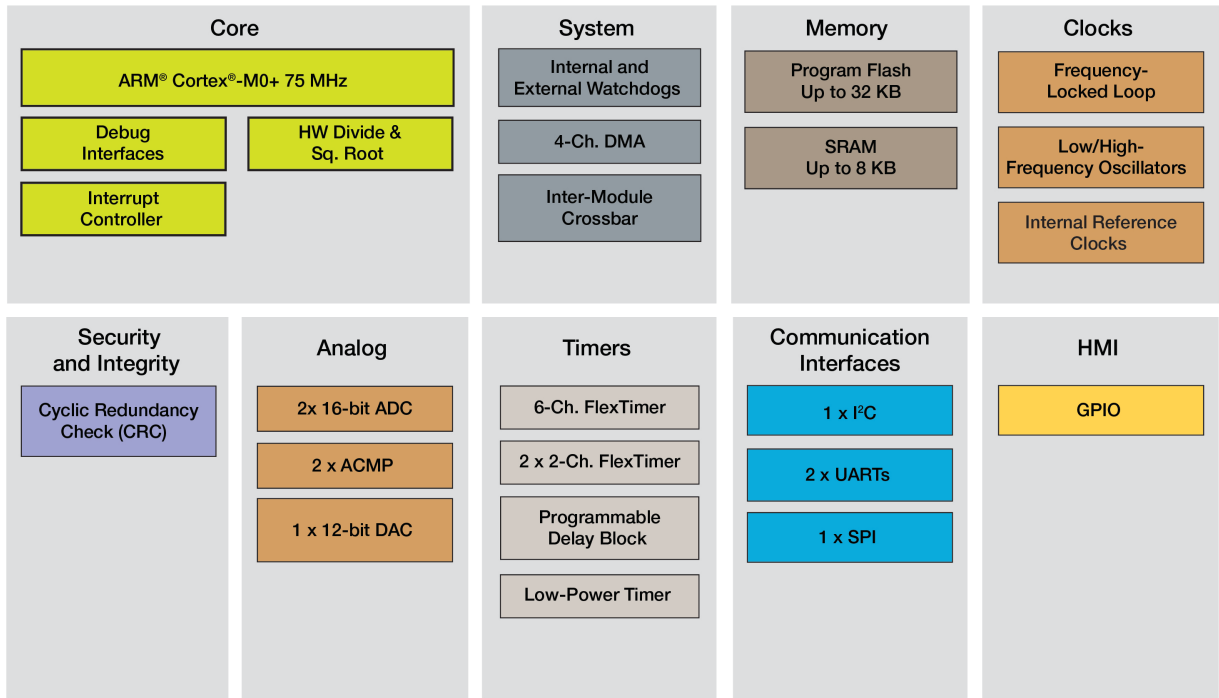 Core
ARM® Cortex®-M0+ 75 MHz
Debug
Interfaces
HW Divide &
Sq. Root
Interrupt
Controller
System
Internal and
External Watchdogs
4-Ch. DMA
Inter-Module
Crossbar
Memory
Program Flash
Up to 32 KB
SRAM
Up to 8 KB
Clocks
Frequency-
Locked Loop
Low/High-
Frequency Oscillators
Internal Reference
Clocks
Security
and Integrity
Cyclic Redundancy
Check (CRC)
Analog
2x 16-bit ADC
2 x ACMP
1 x 12-bit DAC
Timers
6-Ch. FlexTimer
2 x 2-Ch. FlexTimer
Programmable
Delay Block
Low-Power Timer
Communication
Interfaces
1 x I²C
2 x UARTs
1 x SPI
HMI
GPIO